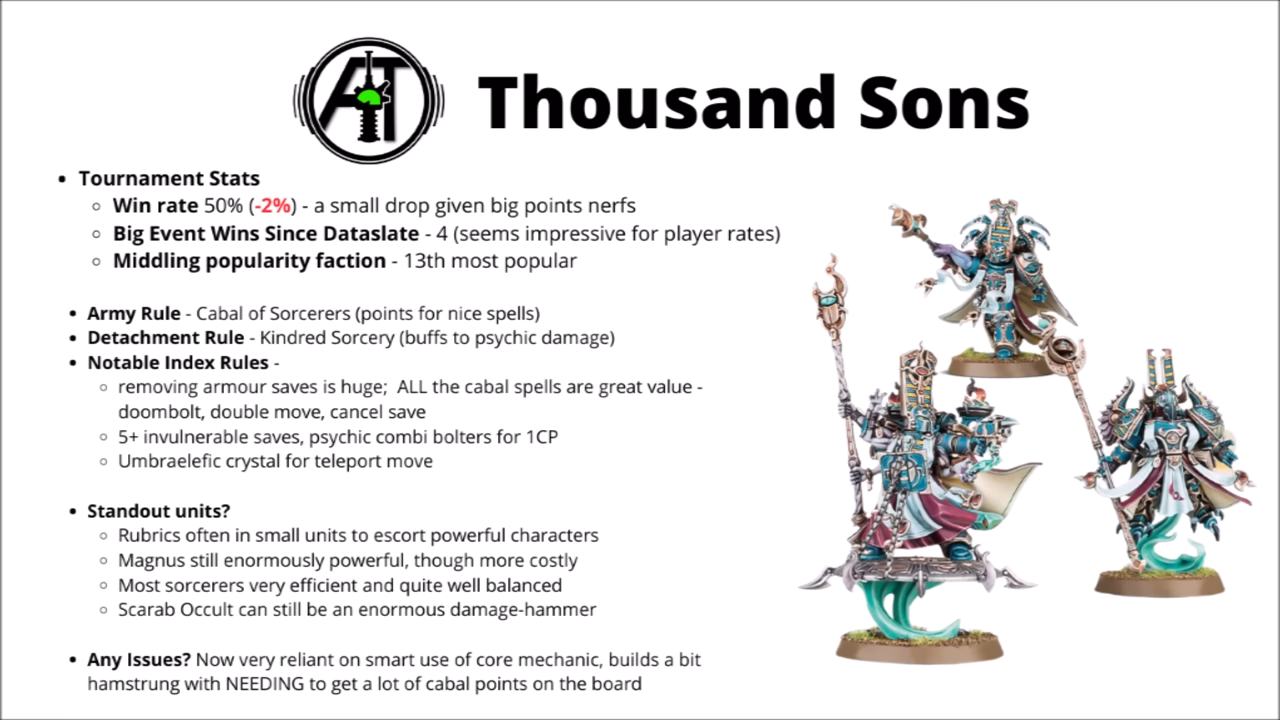 AT
Thousand Sons
• Tournament Stats
○ Win rate 50% (-2%) - a small drop given big points nerfs
○ Big Event Wins Since Dataslate - 4 (seems impressive for player rates)
○ Middling popularity faction - 13th most popular
• Army Rule - Cabal of Sorcerers (points for nice spells)
• Detachment Rule - Kindred Sorcery (buffs to psychic damage)
• Notable Index Rules -
○ removing armour saves is huge; ALL the cabal spells are great value -
doombolt, double move, cancel save
○ 5+ invulnerable saves, psychic combi bolters for 1CP
○ Umbraelefic crystal for teleport move
• Standout units?
○ Rubrics often in small units to escort powerful characters
○ Magnus still enormously powerful, though more costly
○ Most sorcerers very efficient and quite well balanced
○ Scarab Occult can still be an enormous damage-hammer
• Any Issues? Now very reliant on smart use of core mechanic, builds a bit
hamstrung with NEEDING to get a lot of cabal points on the board